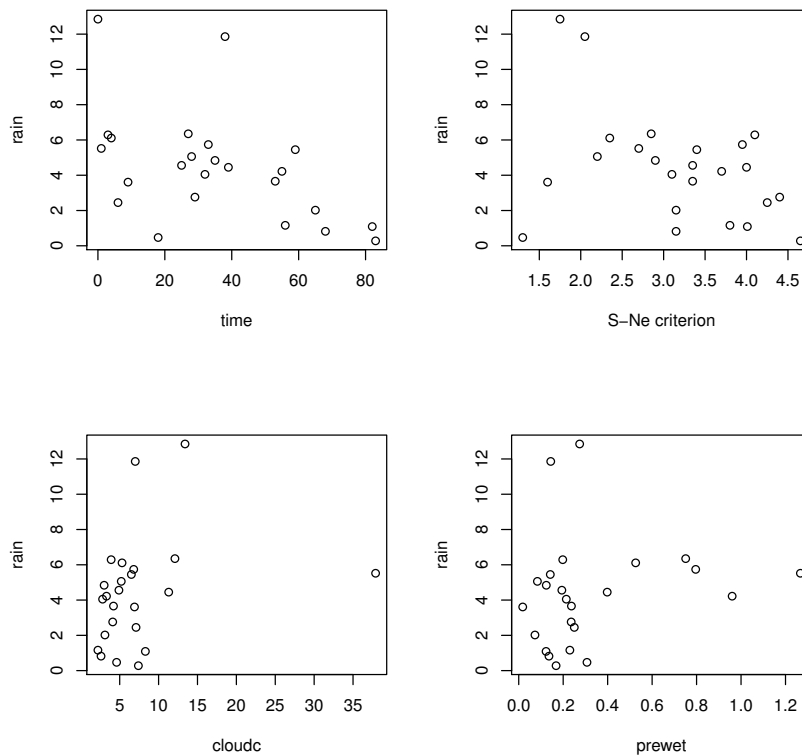 0 2 4 6 8 10 12
rain
0 20 40 60 80
time
0 2 4 6 8 10 12
rain
1.5 2.0 2.5 3.0 3.5 4.0 4.5
S−Ne criterion
0 2 4 6 8 10 12
rain
5 10 15 20 25 30 35
cloudc
0 2 4 6 8 10 12
rain
0.0 0.2 0.4 0.6 0.8 1.0 1.2
prewet